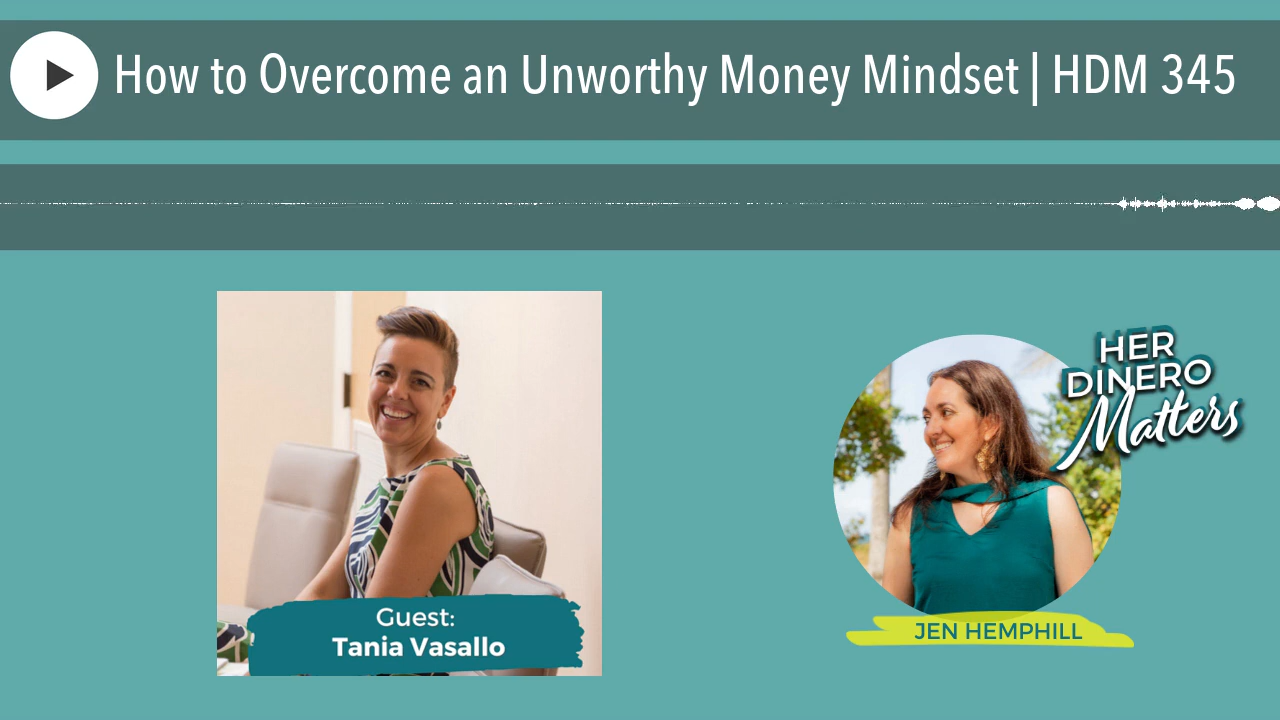 How to Overcome an Unworthy Money Mindset | HDM 345
HER
DINERO
Matters
Guest:
Tania Vasallo
JEN HEMPHILL